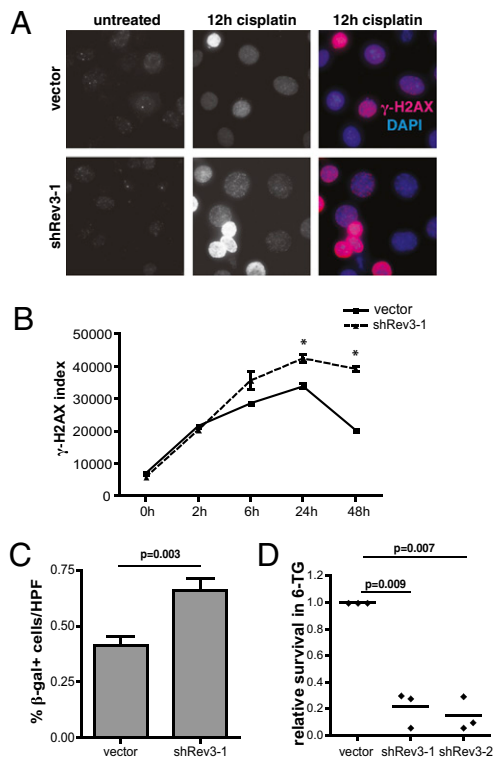 A
untreated 12h cisplatin 12h cisplatin
vector
γ-H2AX
DAPI
shRev3-1
B
vector
shRev3-1
γ-H2AX index
50000
40000
30000
20000
10000
0
* *
0h 2h 6h 24h 48h
C
% β-gal+ cells/HPF
p=0.003
0.75
0.50
0.25
0.00
vector shRev3-1
D
relative survival in 6-TG
p=0.007
p=0.009
1.2
1.0
0.8
0.6
0.4
0.2
0.0
vector shRev3-1 shRev3-2